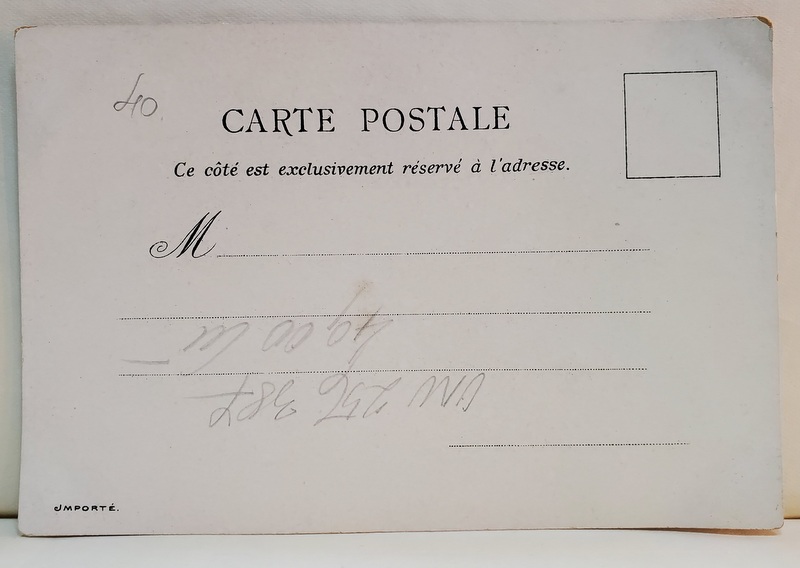 40
CARTE POSTALE
Ce côté est exclusivement réservé à l'adresse.
M
IMPORTÉ.